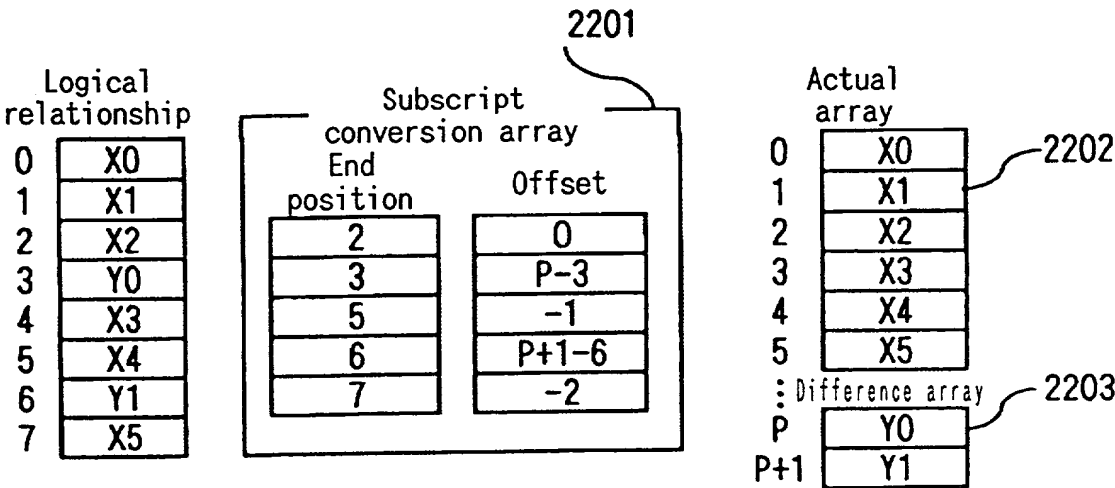 2201
Logical
relationship
0 X0
1 X1
2 X2
3 Y0
4 X3
5 X4
6 Y1
7 X5
Subscript
conversion array
End
position
Offset
2 0
3 P-3
5 -1
6 P+1-6
7 -2
Actual
array
0 X0
1 X1
2 X2
3 X3
4 X4
5 X5
2202
Difference array
2203
P Y0
P+1 Y1